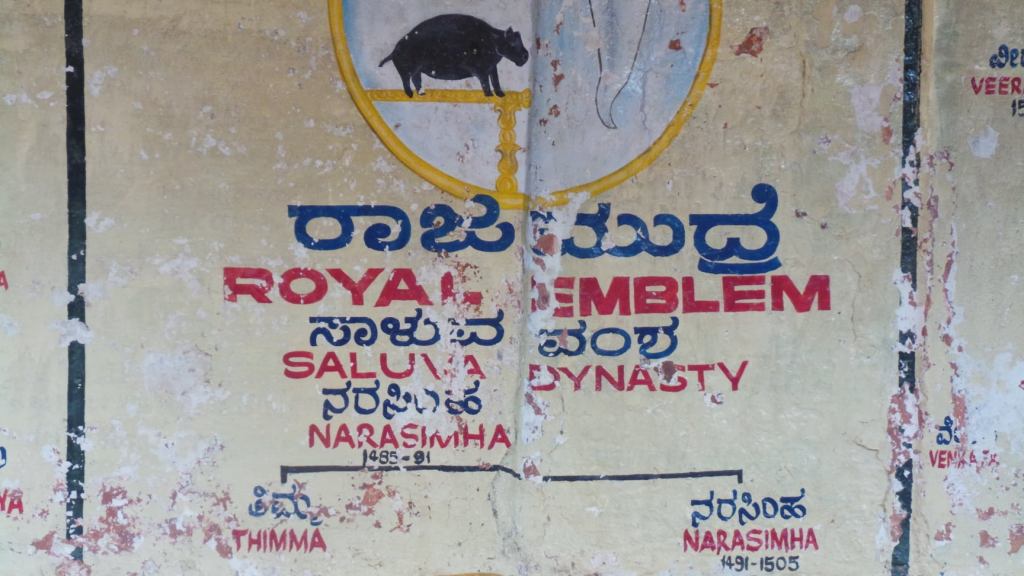 ರಾಜಮುದ್ರೆ
ROYAL EMBLEM
ಸಾಳುವ ವಂಶ
SALUVA DYNASTY
ನರಸಿಂಹ
NARASIMHA
1485-91
ತಿಮ್ಮ
THIMMA
ನರಸಿಂಹ
NARASIMHA
1491-1505